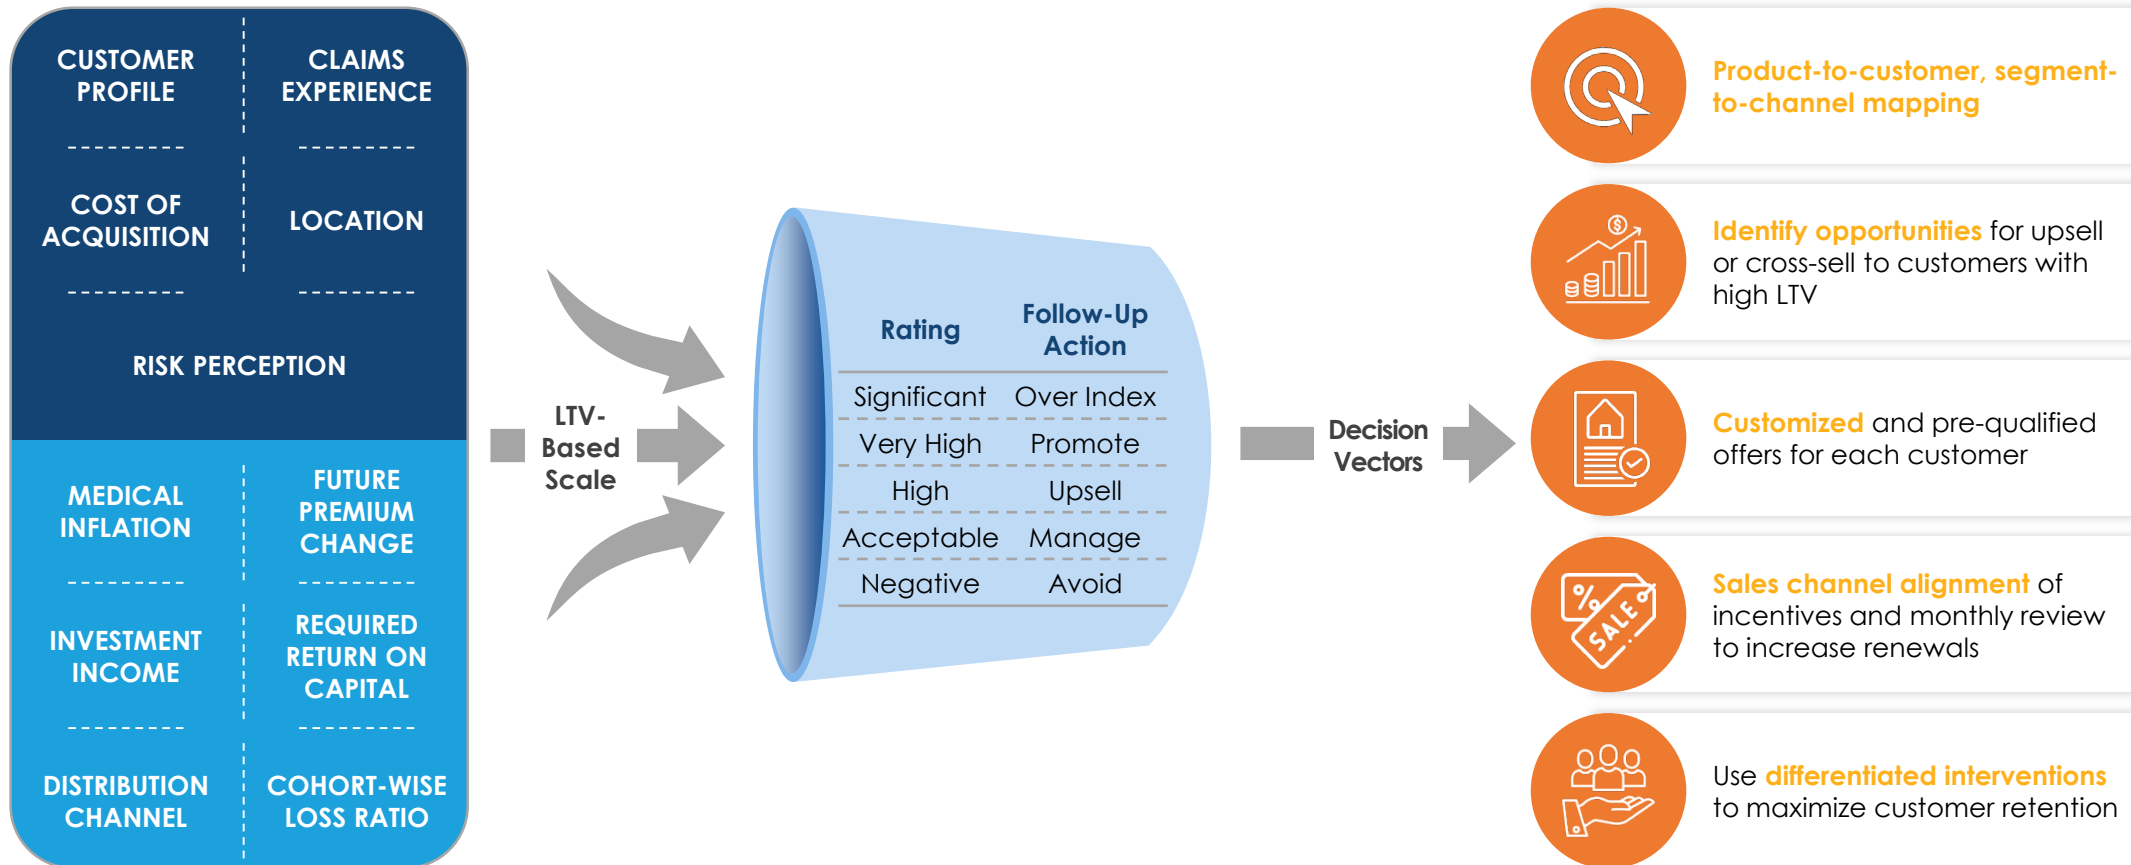 CUSTOMER
PROFILE
CLAIMS
EXPERIENCE
COST OF
ACQUISITION
LOCATION
RISK PERCEPTION
MEDICAL
INFLATION
FUTURE
PREMIUM
CHANGE
INVESTMENT
INCOME
REQUIRED
RETURN ON
CAPITAL
DISTRIBUTION
CHANNEL
COHORT-WISE
LOSS RATIO
LTV-
Based
Scale
Rating
Follow-Up
Action
Significant Over Index
Very High Promote
High Upsell
Acceptable Manage
Negative Avoid
Decision
Vectors
Product-to-customer, segment-
to-channel mapping
Identify opportunities for upsell
or cross-sell to customers with
high LTV
$
Customized and pre-qualified
offers for each customer
%
SALE
Sales channel alignment of
incentives and monthly review
to increase renewals
Use differentiated interventions
to maximize customer retention